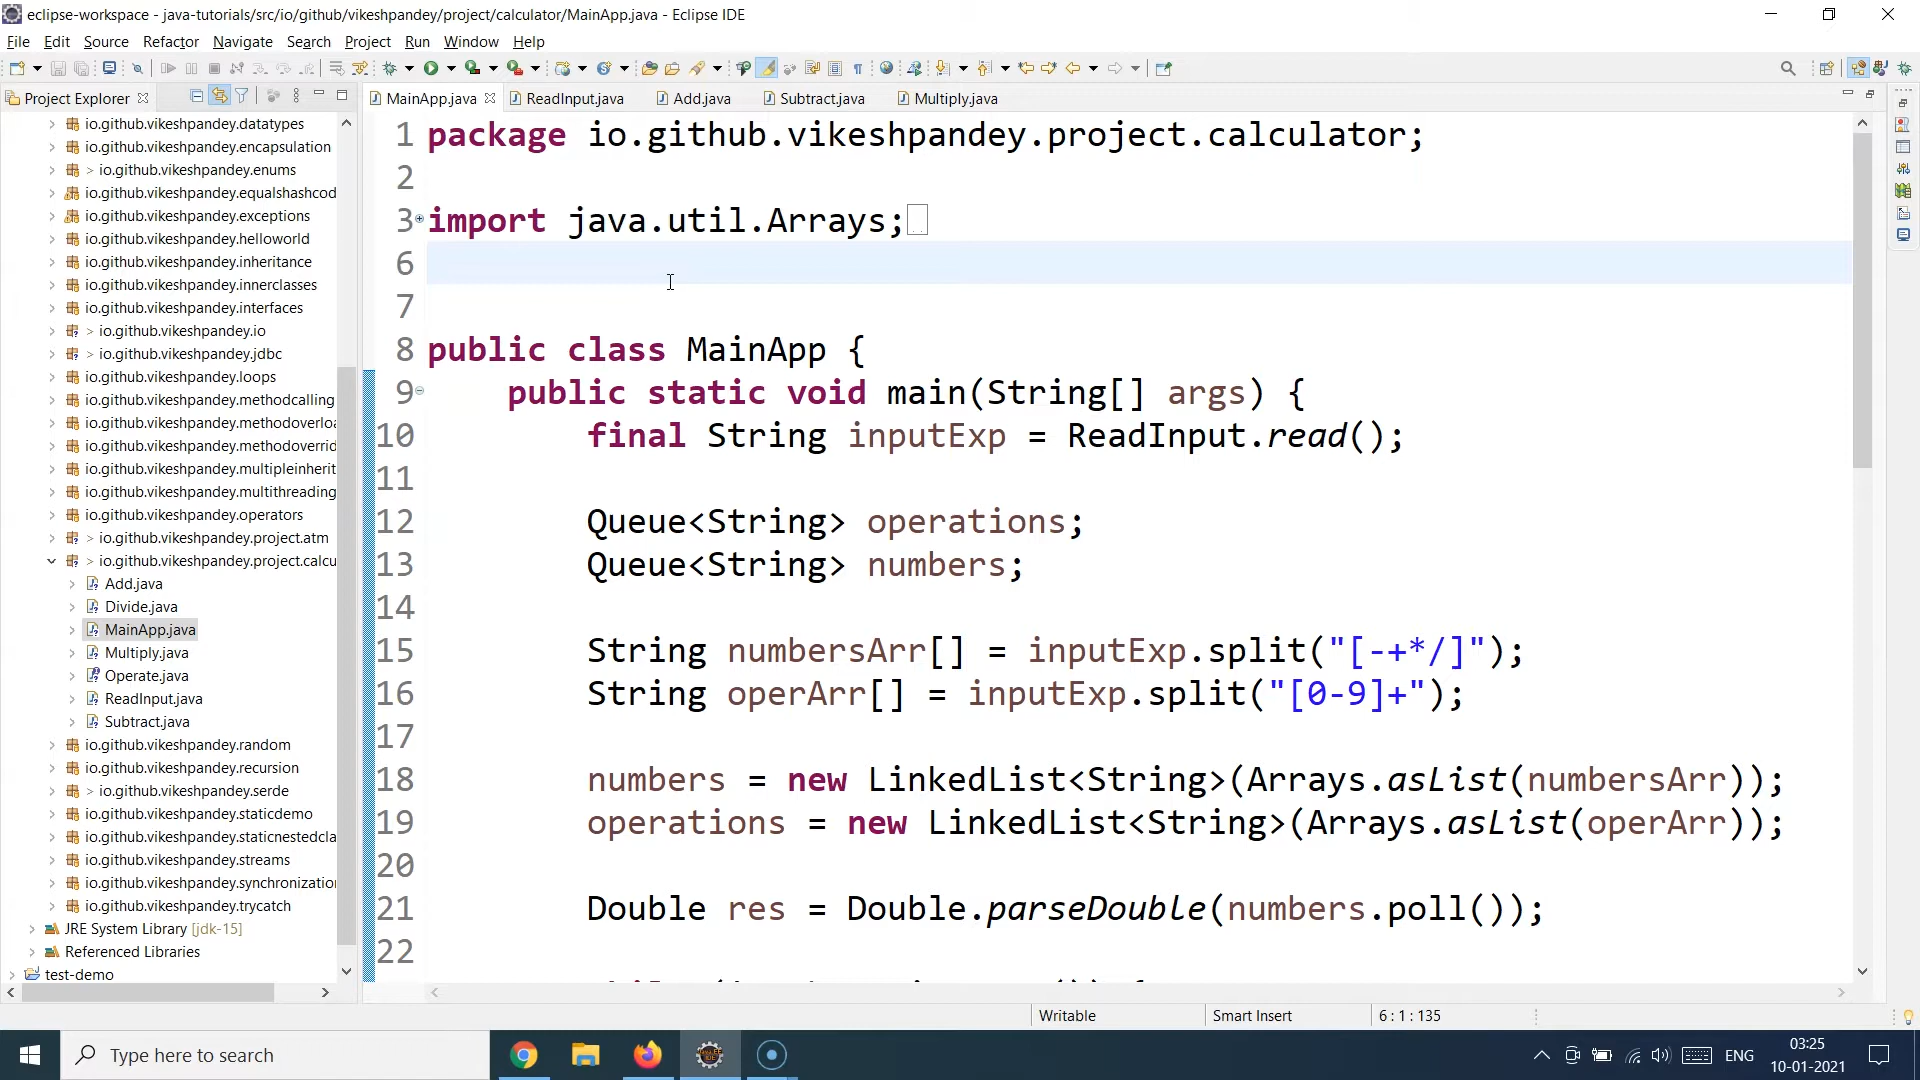 eclipse-workspace - java-tutorials/src/io/github/vikeshpandey/project/calculator/MainApp.java - Eclipse IDE
File Edit Source Refactor Navigate Search Project Run Window Help
Project Explorer
MainApp.java ReadInput.java Add.java Subtract.java Multiply.java
io.github.vikeshpandey.datatypes
io.github.vikeshpandey.encapsulation
> io.github.vikeshpandey.enums
io.github.vikeshpandey.equalshashcod
io.github.vikeshpandey.exceptions
io.github.vikeshpandey.helloworld
io.github.vikeshpandey.inheritance
io.github.vikeshpandey.innerclasses
io.github.vikeshpandey.interfaces
> io.github.vikeshpandey.io
> io.github.vikeshpandey.jdbc
io.github.vikeshpandey.loops
io.github.vikeshpandey.methodcalling
io.github.vikeshpandey.methodoverloa
io.github.vikeshpandey.methodoverrid
io.github.vikeshpandey.multipleinherit
io.github.vikeshpandey.multithreading
io.github.vikeshpandey.operators
> io.github.vikeshpandey.project.atm
> io.github.vikeshpandey.project.calcu
Add.java
Divide.java
MainApp.java
Multiply.java
Operate.java
ReadInput.java
Subtract.java
io.github.vikeshpandey.random
io.github.vikeshpandey.recursion
> io.github.vikeshpandey.serde
io.github.vikeshpandey.staticdemo
io.github.vikeshpandey.staticnestedcla
io.github.vikeshpandey.streams
io.github.vikeshpandey.synchronization
io.github.vikeshpandey.trycatch
JRE System Library [jdk-15]
Referenced Libraries
test-demo
1 package io.github.vikeshpandey.project.calculator;
2
3 import java.util.Arrays;
6
7
8 public class MainApp {
9 public static void main(String[] args) {
10 final String inputExp = ReadInput.read();
11
12 Queue<String> operations;
13 Queue<String> numbers;
14
15 String numbersArr[] = inputExp.split("[-+*/]");
16 String operArr[] = inputExp.split("[0-9]+");
17
18 numbers = new LinkedList<String>(Arrays.asList(numbersArr));
19 operations = new LinkedList<String>(Arrays.asList(operArr));
20
21 Double res = Double.parseDouble(numbers.poll());
22
Writable Smart Insert 6 : 1 : 135
Type here to search
ENG
03:25
10-01-2021